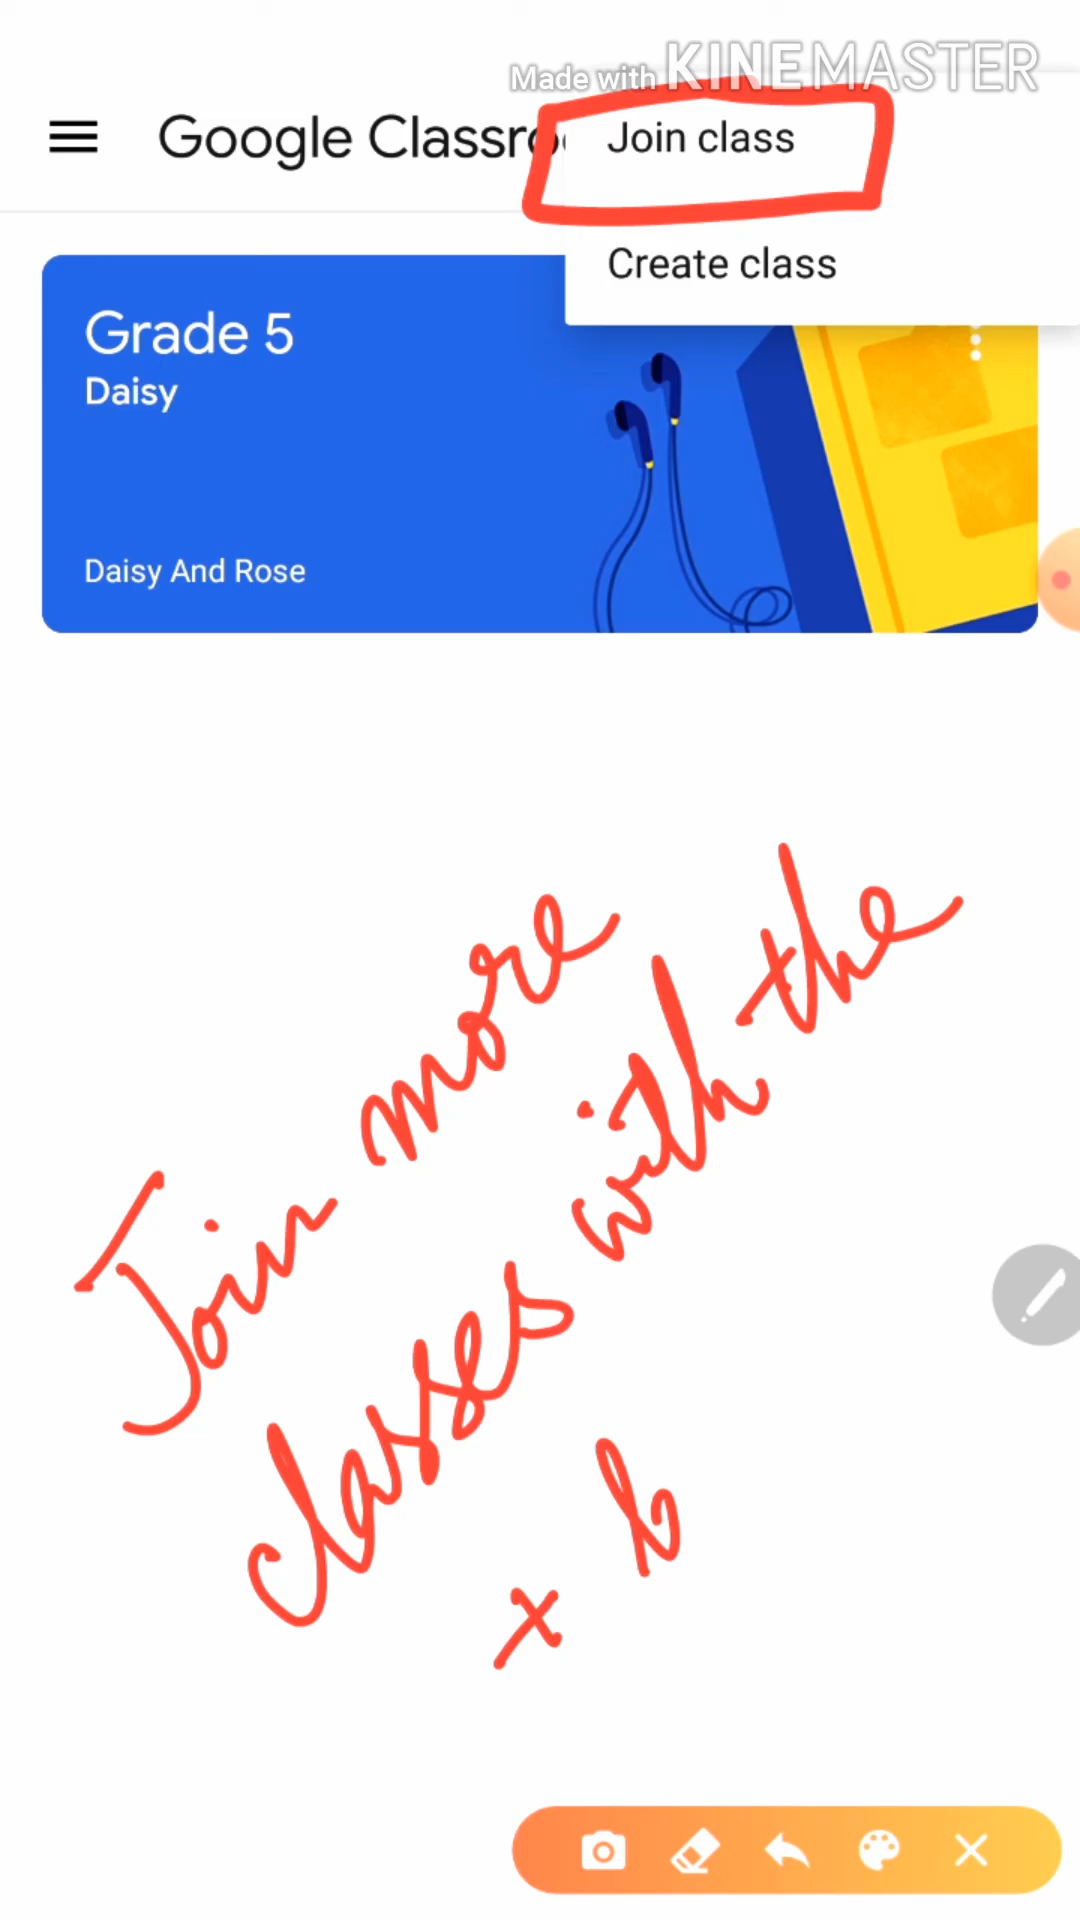 Made with KINEMASTER
Google Classro
Join class
Create class
Grade 5
Daisy
Daisy And Rose
Join more
classes with the
+ b